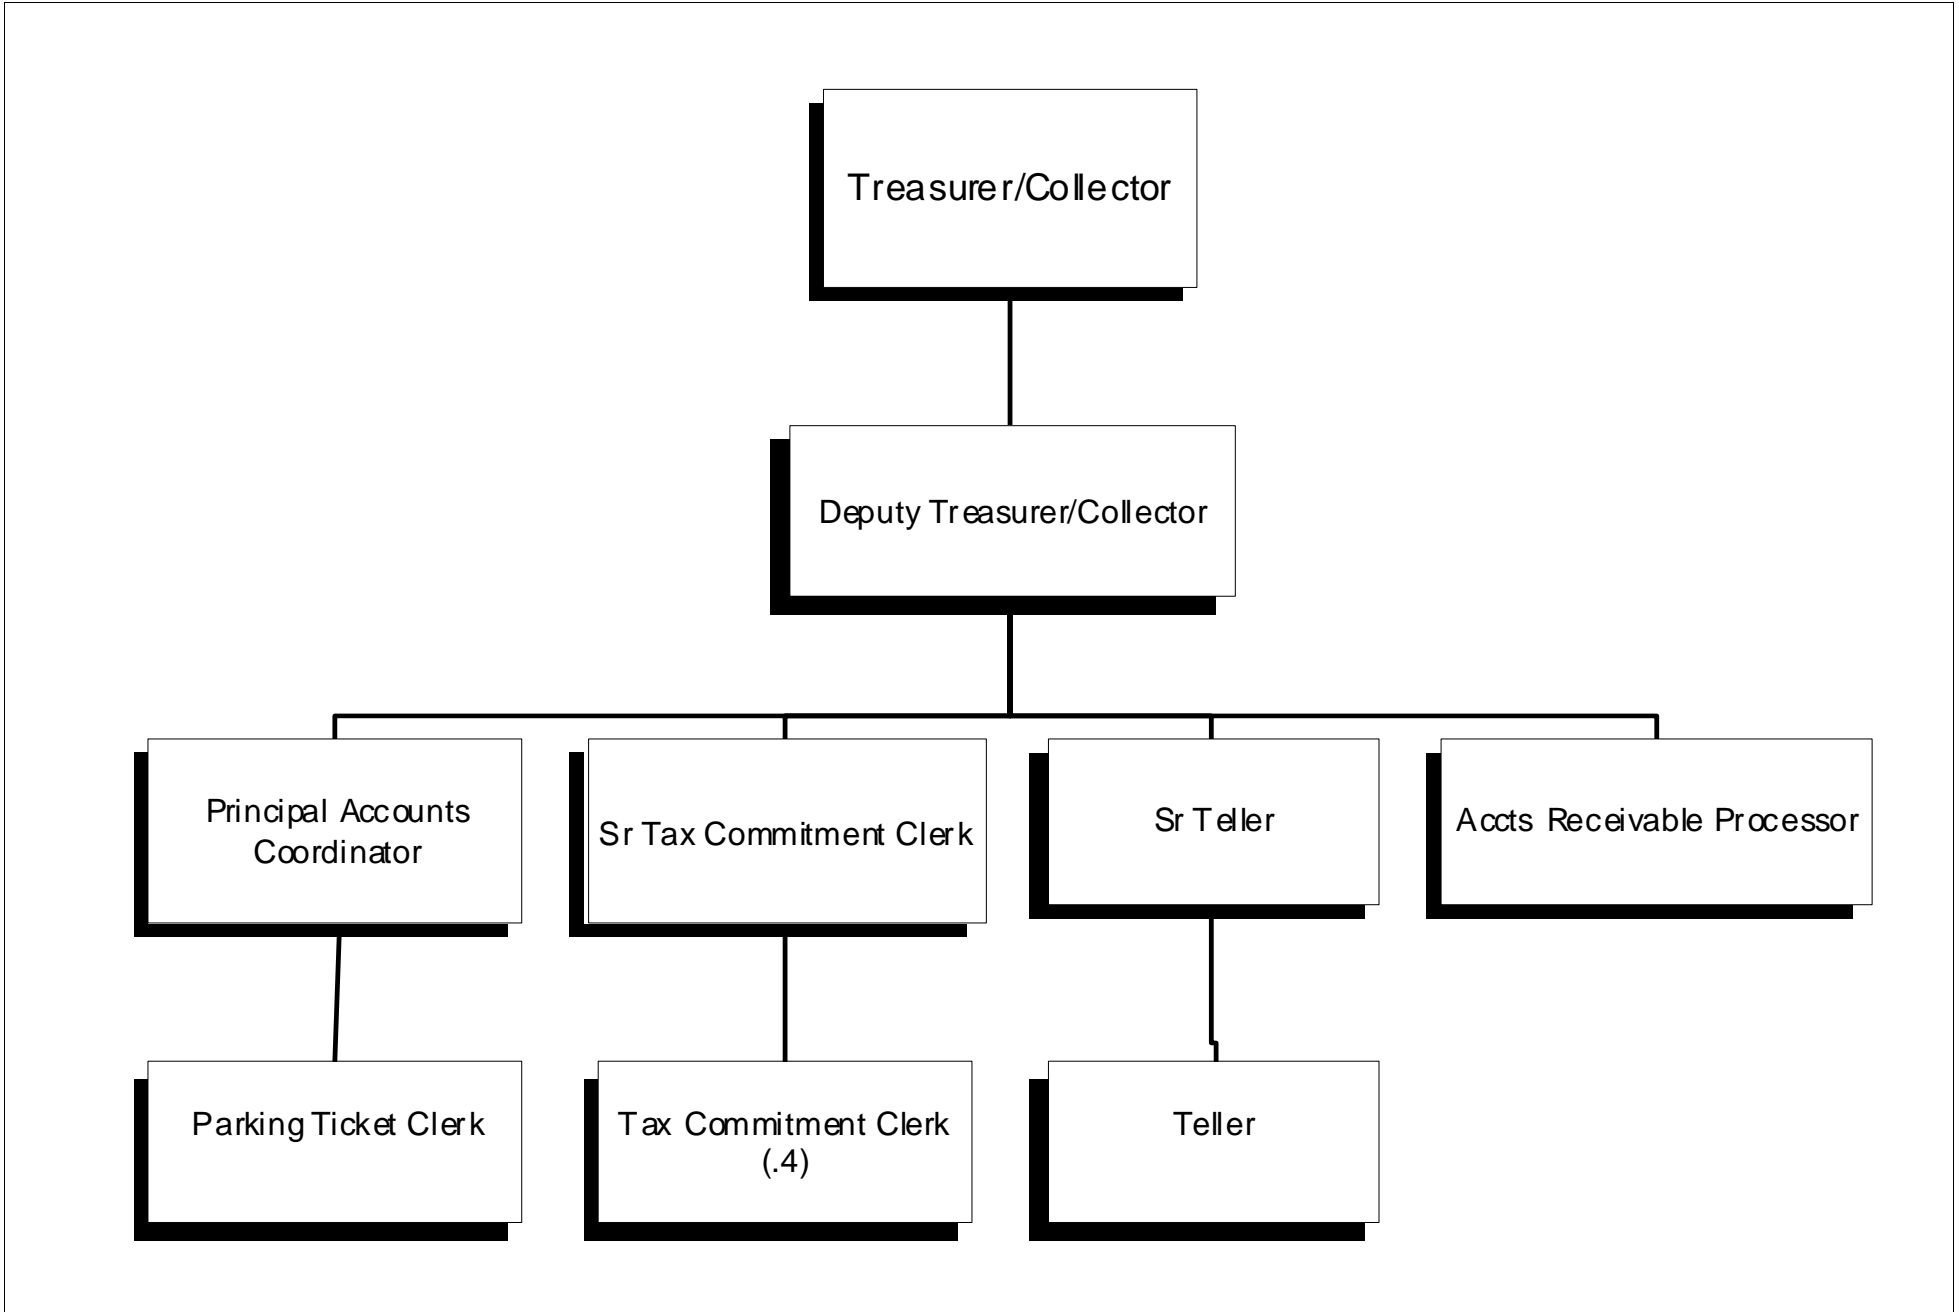 Treasurer/Collector
Deputy Treasurer/Collector
Principal Accounts
Coordinator
Sr Tax Commitment Clerk
Sr Teller
Accts Receivable Processor
Parking Ticket Clerk
Tax Commitment Clerk
(.4)
Teller